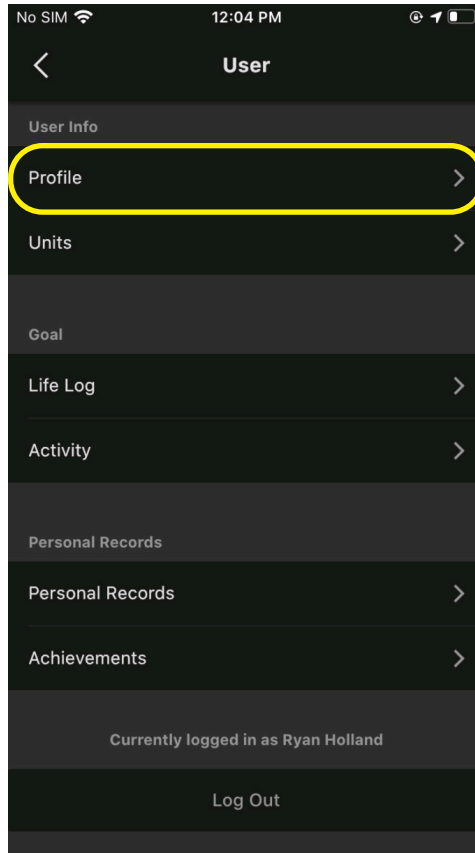 No SIM 12:04 PM
User
User Info
Profile
Units
Goal
Life Log
Activity
Personal Records
Personal Records
Achievements
Currently logged in as Ryan Holland
Log Out